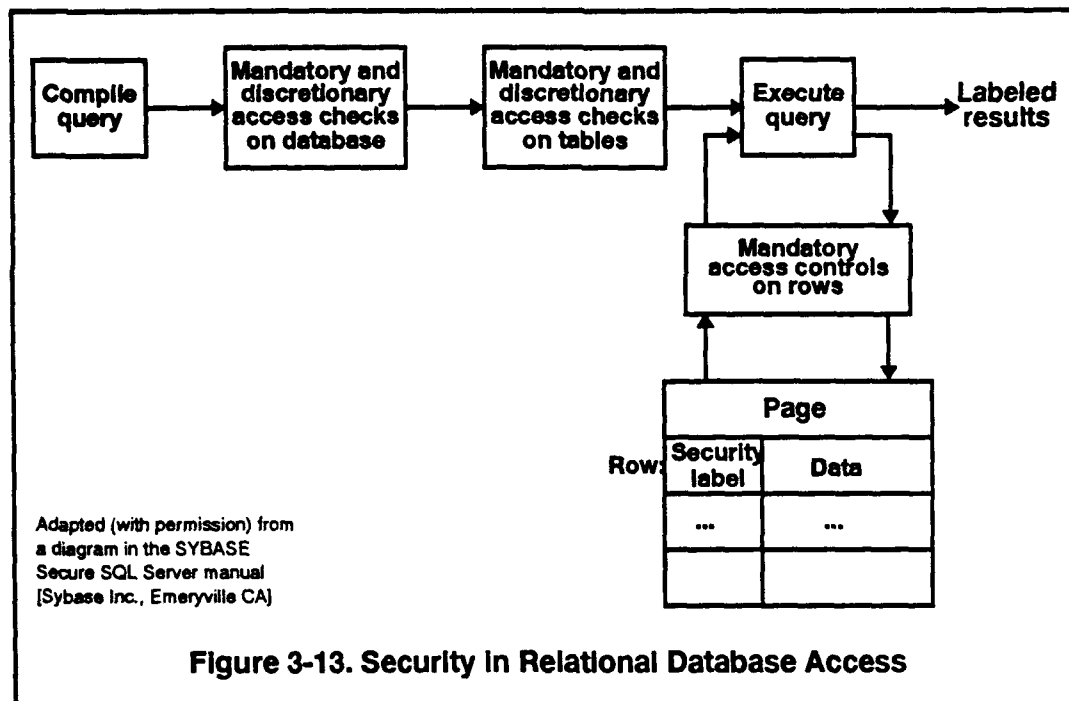 Compile
query
Mandatory and
discretionary
access checks
on database
Mandatory and
discretionary
access checks
on tables
Execute
query
Labeled
results
Mandatory
access controls
on rows
Page
Row:
Security
label
Data
...
...
Adapted (with permission) from
a diagram in the SYBASE
Secure SQL Server manual
[Sybase Inc., Emeryville CA]
Figure 3-13. Security in Relational Database Access